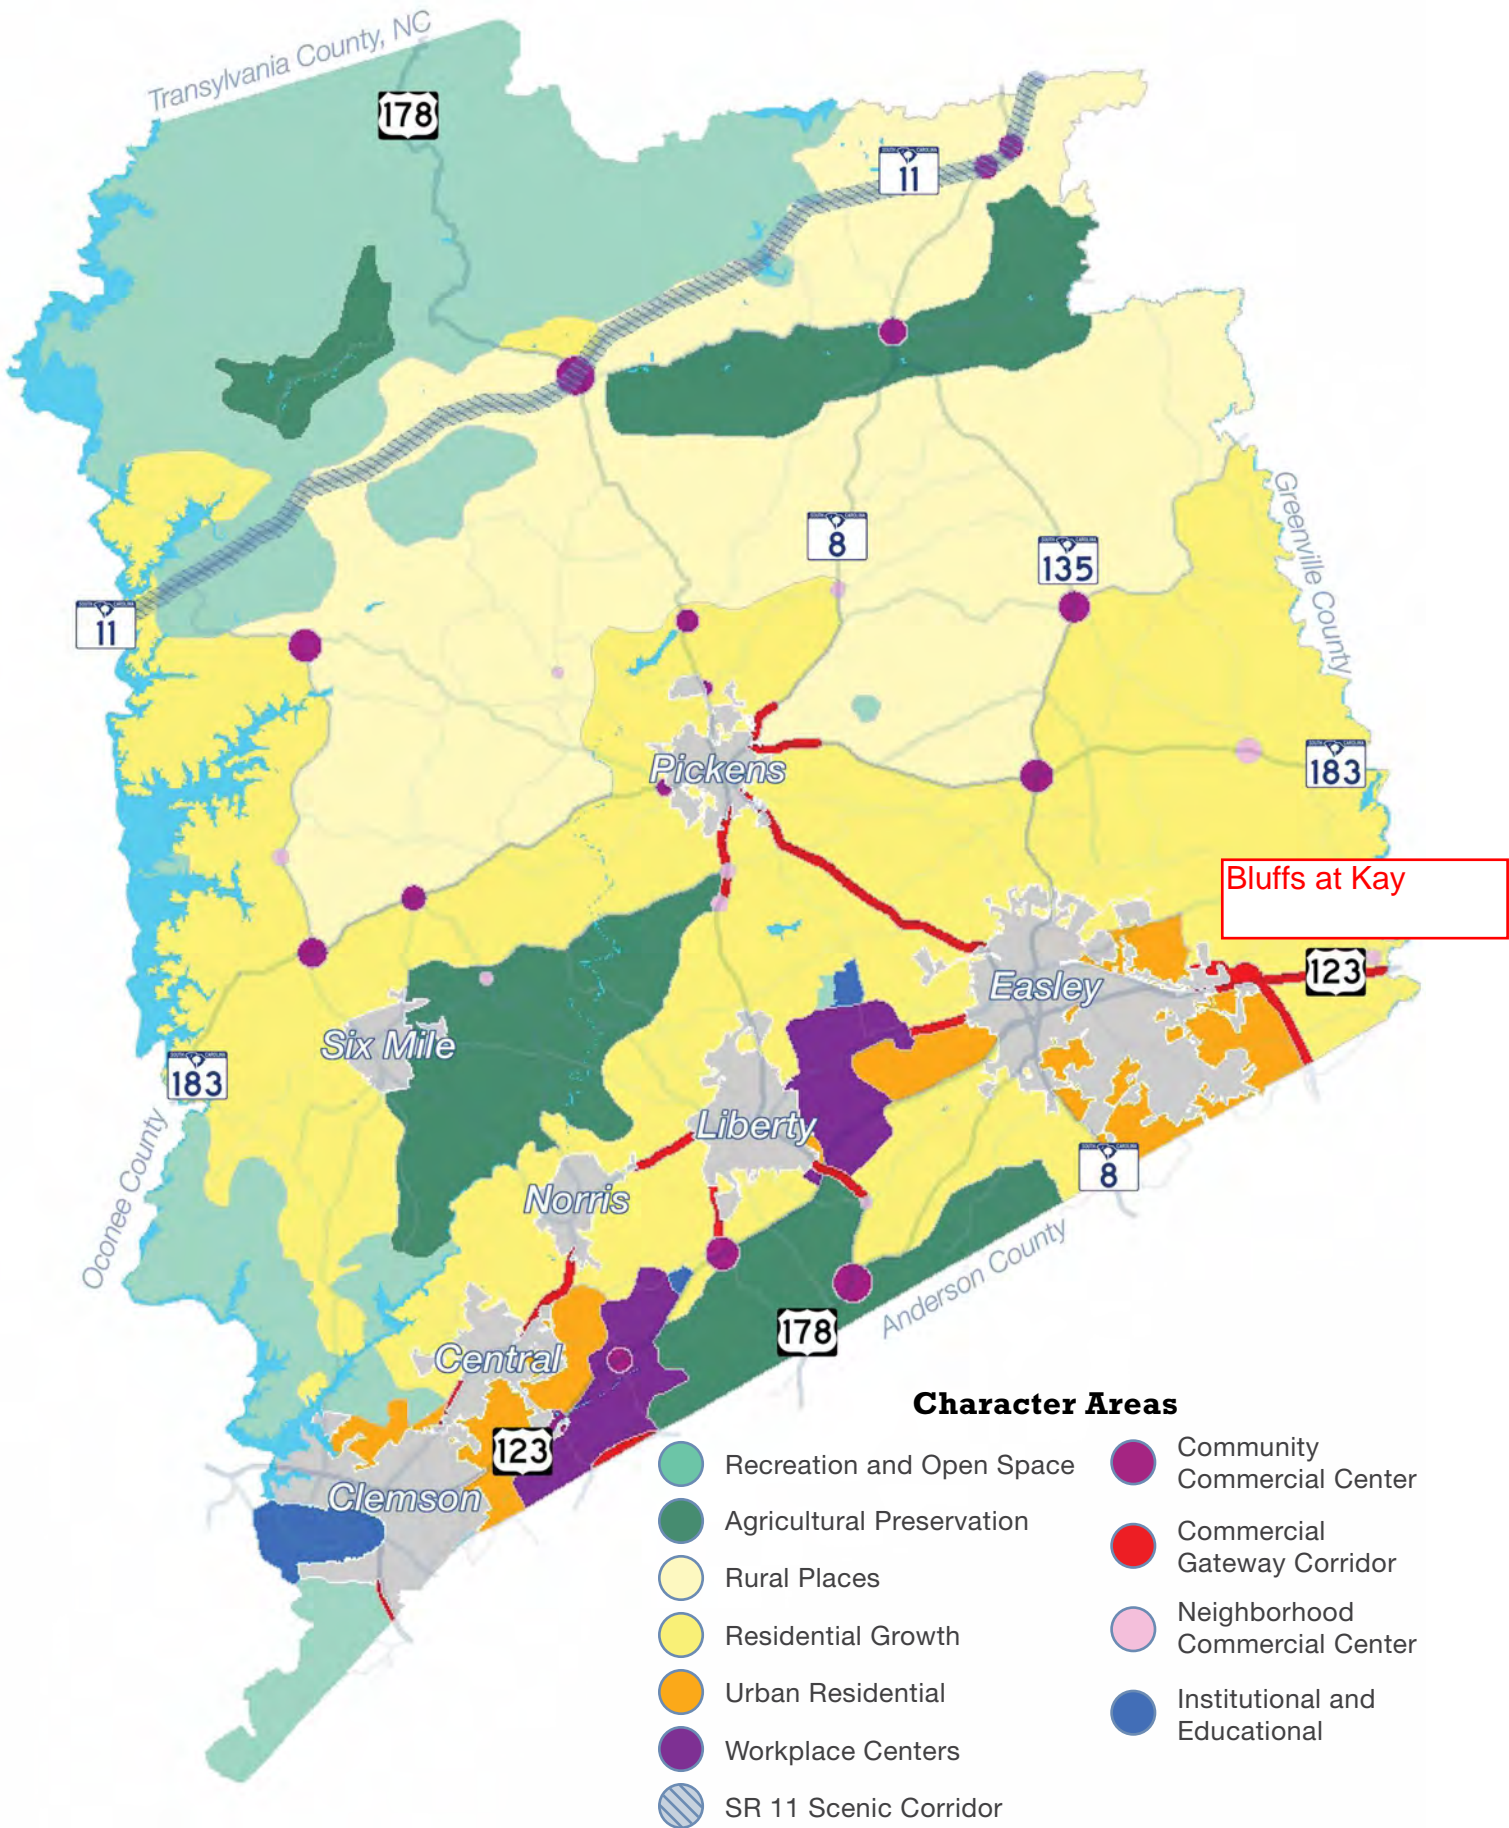 Transylvania County, NC
178
11
Greenville County
8
135
11
Pickens
183
Bluffs at Kay
123
Easley
Six Mile
183
Liberty
Oconee County
Norris
8
Anderson County
178
Central
123
Clemson
Character Areas
Recreation and Open Space
Agricultural Preservation
Rural Places
Residential Growth
Urban Residential
Workplace Centers
SR 11 Scenic Corridor
Community
Commercial Center
Commercial
Gateway Corridor
Neighborhood
Commercial Center
Institutional and
Educational